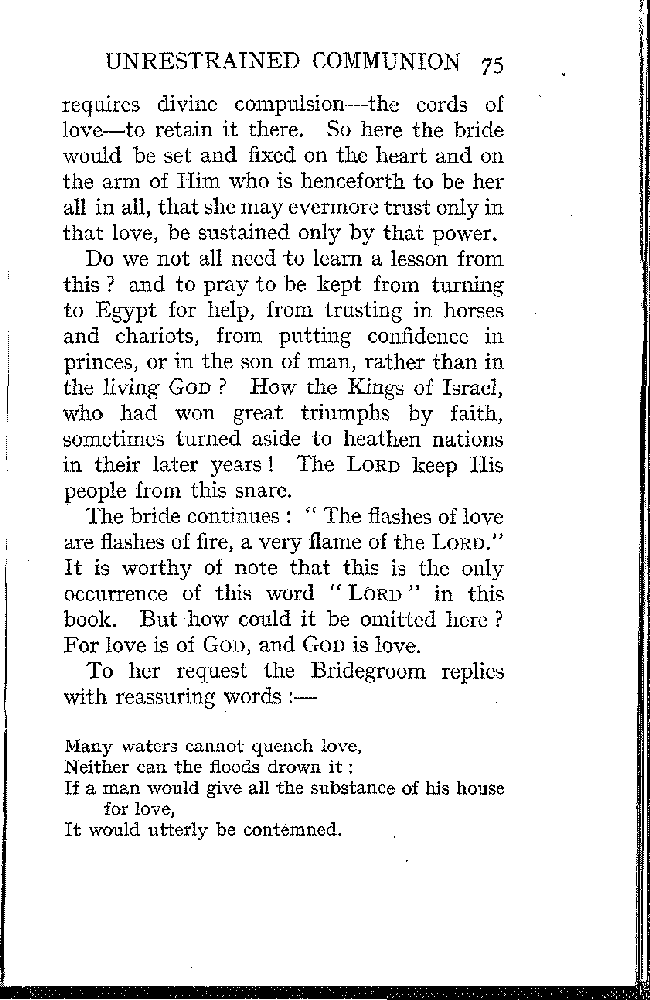 UNRESTRAINED COMMUNION 75
requires divine compulsion—the cords of
love—to retain it there. So here the bride
would be set and fixed on the heart and on
the arm of Him who is henceforth to be her
all in all, that she may evermore trust only in
that love, be sustained only by that power.
Do we not all need to learn a lesson from
this ? and to pray to be kept from turning
to Egypt for help, from trusting in horses
and chariots, from putting confidence in
princes, or in the son of man, rather than in
the living GOD ? How the Kings of Israel,
who had won great triumphs by faith,
sometimes turned aside to heathen nations
in their later years ! The LORD keep His
people from this snare.
The bride continues : “ The flashes of love
are flashes of fire, a very flame of the LORD.”
It is worthy of note that this is the only
occurrence of this word “ LORD ” in this
book. But how could it be omitted here ?
For love is of GOD, and GOD is love.
To her request the Bridegroom replies
with reassuring words :—
Many waters cannot quench love,
Neither can the floods drown it :
If a man would give all the substance of his house
for love,
It would utterly be contemned.